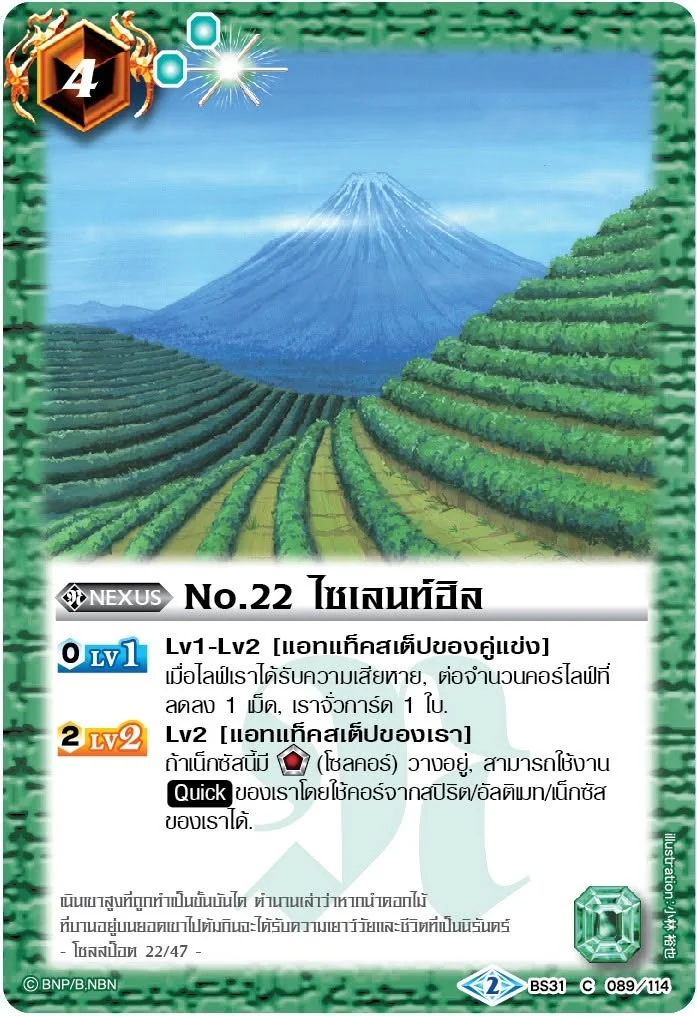 4
NEXUS No.22 ไซเลนท์ฮิล
0 LV1 Lv1-Lv2 [แอทแท็คสเต็ปของคู่แข่ง]
เมื่อไลฟ์เราได้รับความเสียหาย, ต่อจำนวนคอร์ไลฟ์ที่
ลดลง 1 เม็ด, เราจั่วการ์ด 1 ใบ.
2 LV2 Lv2 [แอทแท็คสเต็ปของเรา]
ถ้าเน็กซัสนี้มี (โซลคอร์) วางอยู่, สามารถใช้งาน
Quick ของเราโดยใช้คอร์จากสปิริต/อัลติเมท/เน็กซัส
ของเราได้.
เนินเขาสูงที่ถูกทำเป็นขั้นบันได ตำนานเล่าว่าหากนำดอกไม้
ที่บานอยู่บนยอดเขาไปต้มกินจะได้รับความเยาว์วัยและชีวิตที่เป็นนิรันดร์
- โซลสป็อต 22/47 -
illustration:小林 裕也
©BNP/B,NBN
2 BS31 C 089/114